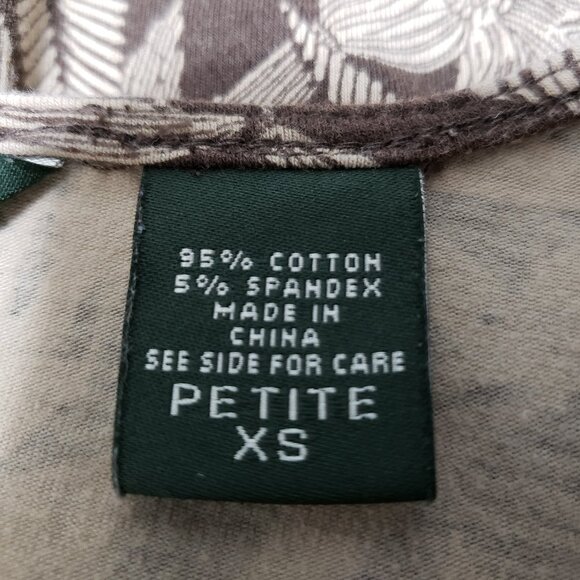 95% COTTON
5% SPANDEX
MADE IN
CHINA
SEE SIDE FOR CARE
PETITE
XS